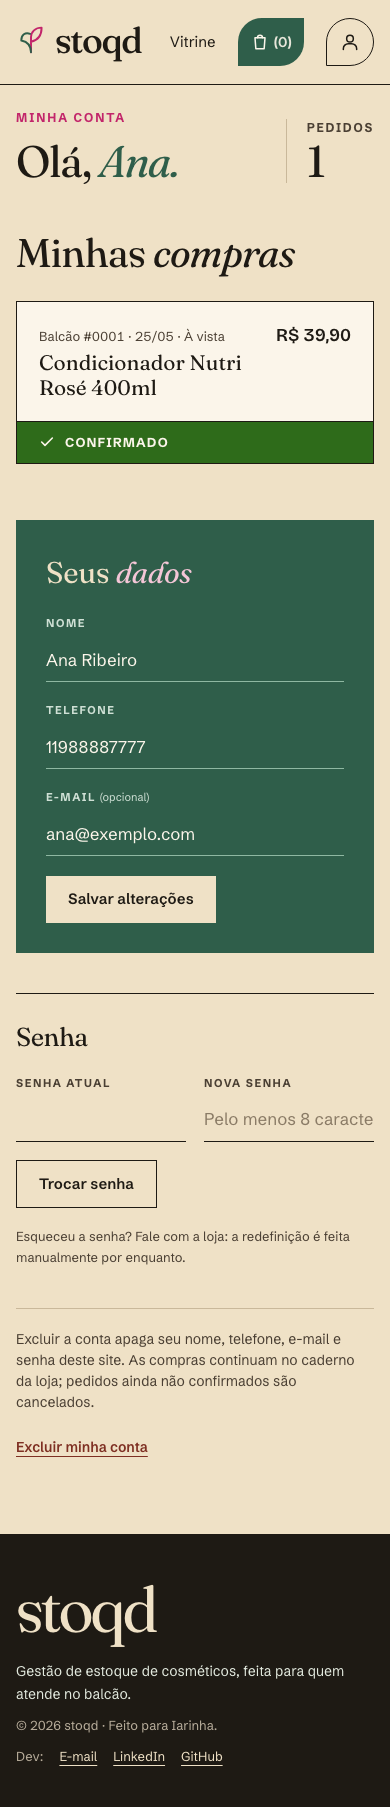 stoqd
Vitrine
(0)
MINHA CONTA
Olá, Ana.
PEDIDOS
1
Minhas compras
Balcão #0001 · 25/05 · À vista
R$ 39,90
Condicionador Nutri
Rosé 400ml
CONFIRMADO
Seus dados
NOME
Ana Ribeiro
TELEFONE
11988887777
E-MAIL (opcional)
ana@exemplo.com
Salvar alterações
Senha
SENHA ATUAL
NOVA SENHA
Pelo menos 8 caracte
Trocar senha
Esqueceu a senha? Fale com a loja: a redefinição é feita
manualmente por enquanto.
Excluir a conta apaga seu nome, telefone, e-mail e
senha deste site. As compras continuam no caderno
da loja; pedidos ainda não confirmados são
cancelados.
Excluir minha conta
stoqd
Gestão de estoque de cosméticos, feita para quem
atende no balcão.
© 2026 stoqd · Feito para Iarinha.
Dev: E-mail LinkedIn GitHub